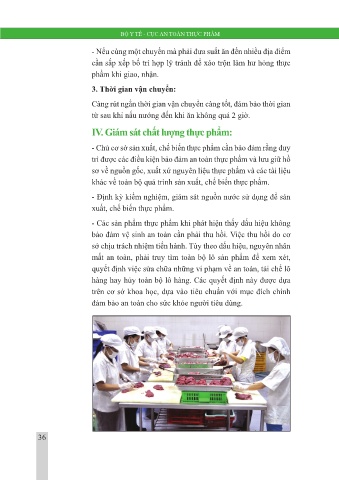 BỘ Y TẾ - CỤC AN TOÀN THỰC PHẨM
- Nếu cùng một chuyến mà phải đưa suất ăn đến nhiều địa điểm
cần sắp xếp bố trí hợp lý tránh để xáo trộn làm hư hỏng thực
phẩm khi giao, nhận.
3. Thời gian vận chuyển:
Càng rút ngắn thời gian vận chuyển càng tốt, đảm bảo thời gian
từ sau khi nấu nướng đến khi ăn không quá 2 giờ.
IV. Giám sát chất lượng thực phẩm:
- Chủ cơ sở sản xuất, chế biến thực phẩm cần bảo đảm rằng duy
trì được các điều kiện bảo đảm an toàn thực phẩm và lưu giữ hồ
sơ về nguồn gốc, xuất xứ nguyên liệu thực phẩm và các tài liệu
khác về toàn bộ quá trình sản xuất, chế biến thực phẩm.
- Định kỳ kiểm nghiệm, giám sát nguồn nước sử dụng để sản
xuất, chế biến thực phẩm.
- Các sản phẩm thực phẩm khi phát hiện thấy dấu hiệu không
bảo đảm vệ sinh an toàn cần phải thu hồi. Việc thu hồi do cơ
sở chịu trách nhiệm tiến hành. Tùy theo dấu hiệu, nguyên nhân
mất an toàn, phải truy tìm toàn bộ lô sản phẩm để xem xét,
quyết định việc sửa chữa những vi phạm về an toàn, tái chế lô
hàng hay hủy toàn bộ lô hàng. Các quyết định này được dựa
trên cơ sở khoa học, dựa vào tiêu chuẩn với mục đích chính
đảm bảo an toàn cho sức khỏe người tiêu dùng.
36